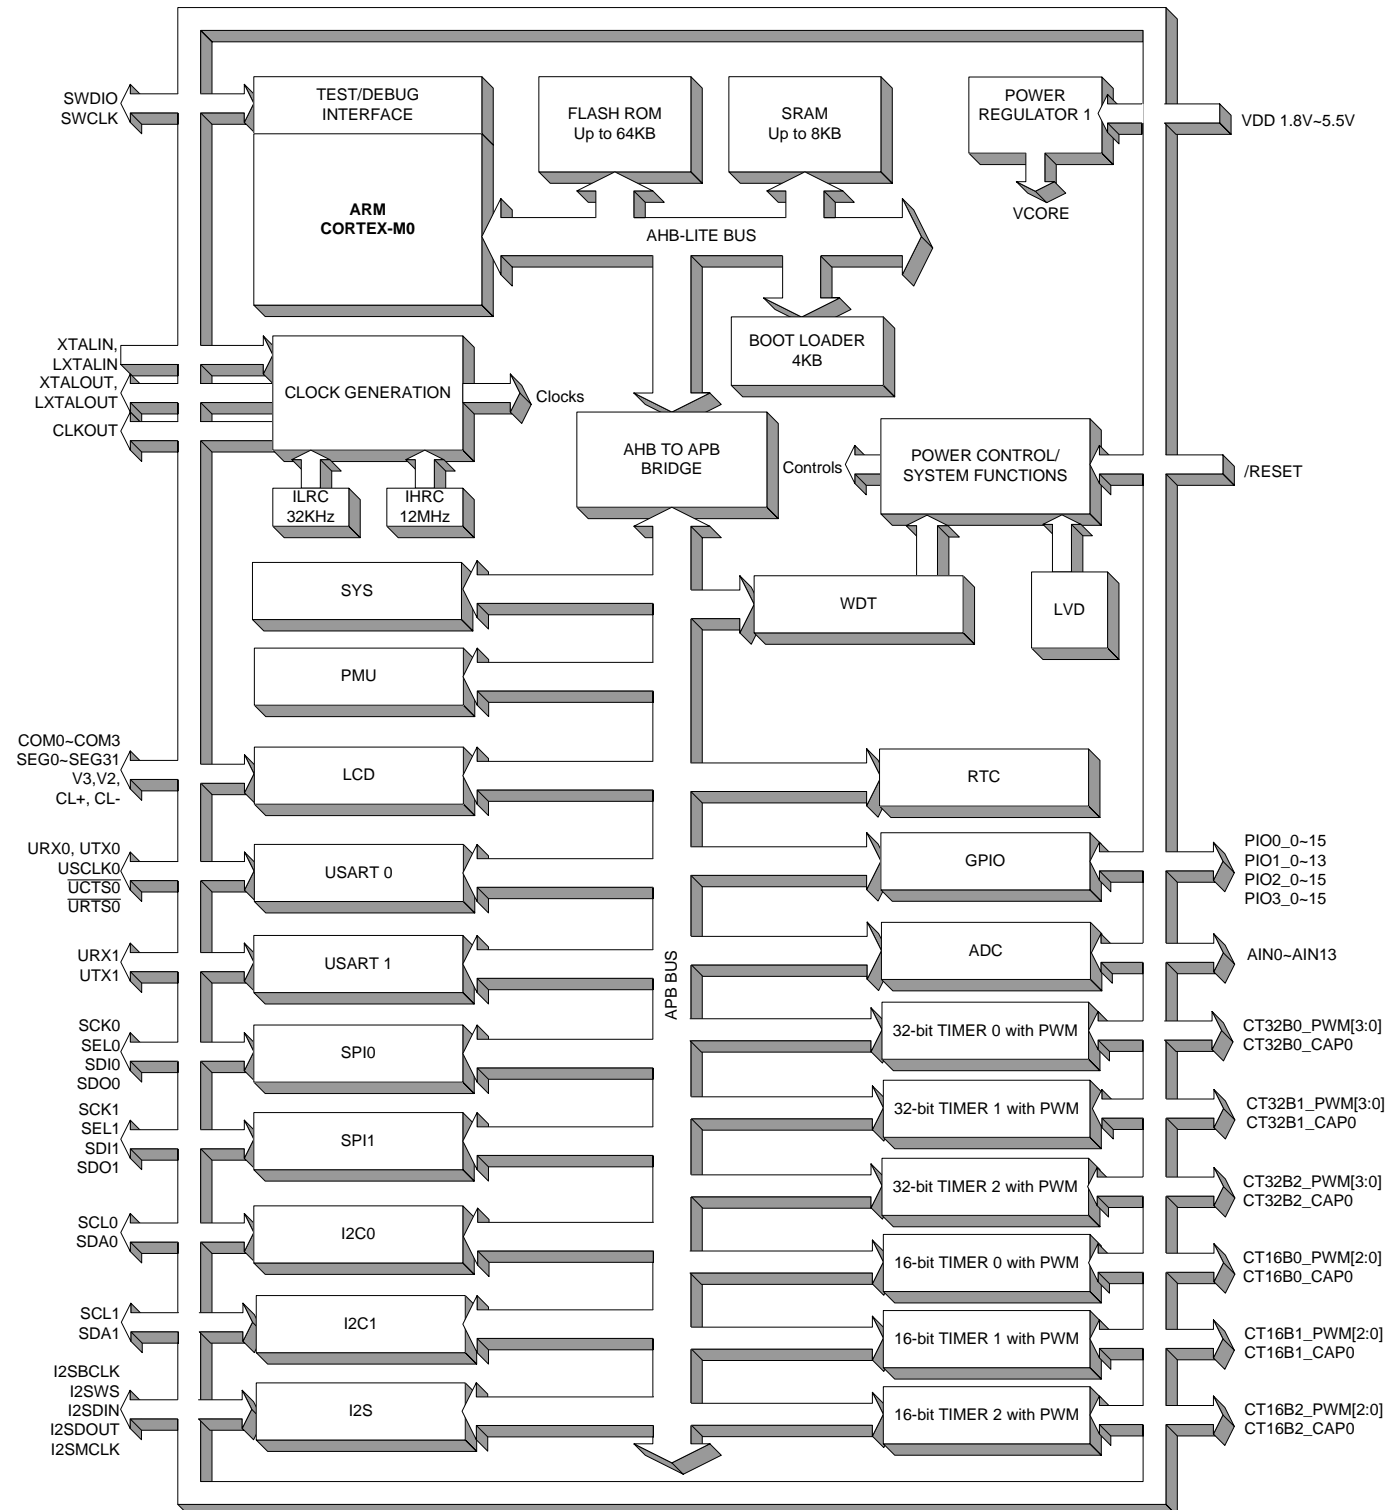 SWDIO
SWCLK
TEST/DEBUG
INTERFACE
ARM
CORTEX-M0
FLASH ROM
Up to 64KB
SRAM
Up to 8KB
POWER
REGULATOR 1
VDD 1.8V~5.5V
VCORE
AHB-LITE BUS
BOOT LOADER
4KB
XTALIN,
LXTALIN
XTALOUT,
LXTALOUT
CLKOUT
CLOCK GENERATION
Clocks
ILRC
32KHz
IHRC
12MHz
AHB TO APB
BRIDGE
Controls
POWER CONTROL/
SYSTEM FUNCTIONS
/RESET
SYS
WDT
LVD
PMU
COM0~COM3
SEG0~SEG31
V3,V2,
CL+, CL-
LCD
RTC
URX0, UTX0
USCLK0
UCTS0
URTS0
USART 0
GPIO
PIO0_0~15
PIO1_0~13
PIO2_0~15
PIO3_0~15
URX1
UTX1
USART 1
APB BUS
ADC
AIN0~AIN13
SCK0
SEL0
SDI0
SDO0
SPI0
32-bit TIMER 0 with PWM
CT32B0_PWM[3:0]
CT32B0_CAP0
SCK1
SEL1
SDI1
SDO1
SPI1
32-bit TIMER 1 with PWM
CT32B1_PWM[3:0]
CT32B1_CAP0
32-bit TIMER 2 with PWM
CT32B2_PWM[3:0]
CT32B2_CAP0
SCL0
SDA0
I2C0
16-bit TIMER 0 with PWM
CT16B0_PWM[2:0]
CT16B0_CAP0
SCL1
SDA1
I2C1
16-bit TIMER 1 with PWM
CT16B1_PWM[2:0]
CT16B1_CAP0
I2SBCLK
I2SWS
I2SDIN
I2SDOUT
I2SMCLK
I2S
16-bit TIMER 2 with PWM
CT16B2_PWM[2:0]
CT16B2_CAP0